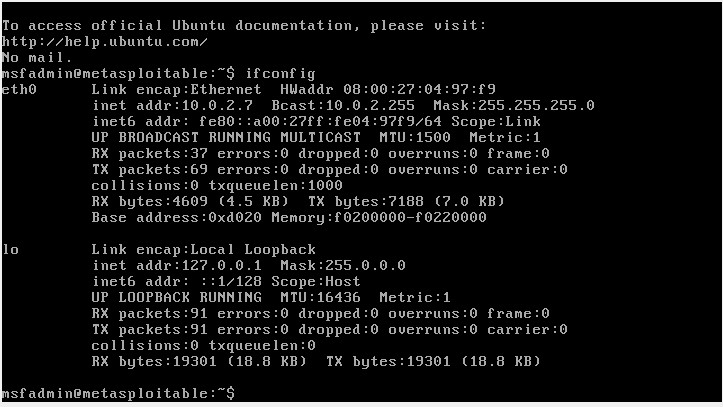 To access official Ubuntu documentation, please visit:
http://help.ubuntu.com/
No mail.
msfadmin@metasploitable:~$ ifconfig
eth0      Link encap:Ethernet  HWaddr 08:00:27:04:97:f9
          inet addr:10.0.2.7  Bcast:10.0.2.255  Mask:255.255.255.0
          inet6 addr: fe80::a00:27ff:fe04:97f9/64 Scope:Link
          UP BROADCAST RUNNING MULTICAST  MTU:1500  Metric:1
          RX packets:37 errors:0 dropped:0 overruns:0 frame:0
          TX packets:69 errors:0 dropped:0 overruns:0 carrier:0
          collisions:0 txqueuelen:1000
          RX bytes:4609 (4.5 KB)  TX bytes:7188 (7.0 KB)
          Base address:0xd020 Memory:f0200000-f0220000
lo        Link encap:Local Loopback
          inet addr:127.0.0.1  Mask:255.0.0.0
          inet6 addr: ::1/128 Scope:Host
          UP LOOPBACK RUNNING  MTU:16436  Metric:1
          RX packets:91 errors:0 dropped:0 overruns:0 frame:0
          TX packets:91 errors:0 dropped:0 overruns:0 carrier:0
          collisions:0 txqueuelen:0
          RX bytes:19301 (18.8 KB)  TX bytes:19301 (18.8 KB)
msfadmin@metasploitable:~$